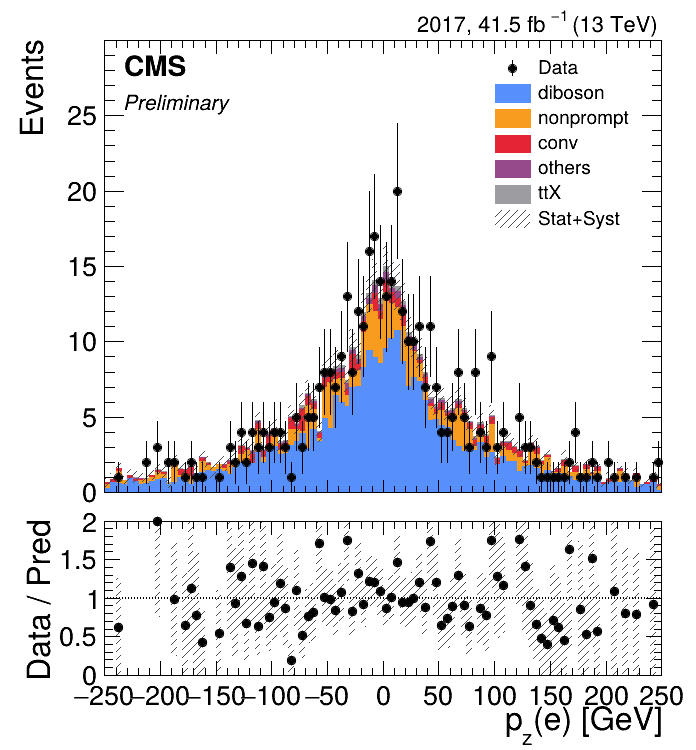 2017, 41.5 fb⁻¹ (13 TeV)
CMS
Preliminary
Events
Data
diboson
nonprompt
conv
others
ttX
Stat+Syst
25
20
15
10
5
0
Data / Pred
2
1.5
1
0.5
0
−250 −200 −150 −100 −50 0 50 100 150 200 250
p_z(e) [GeV]